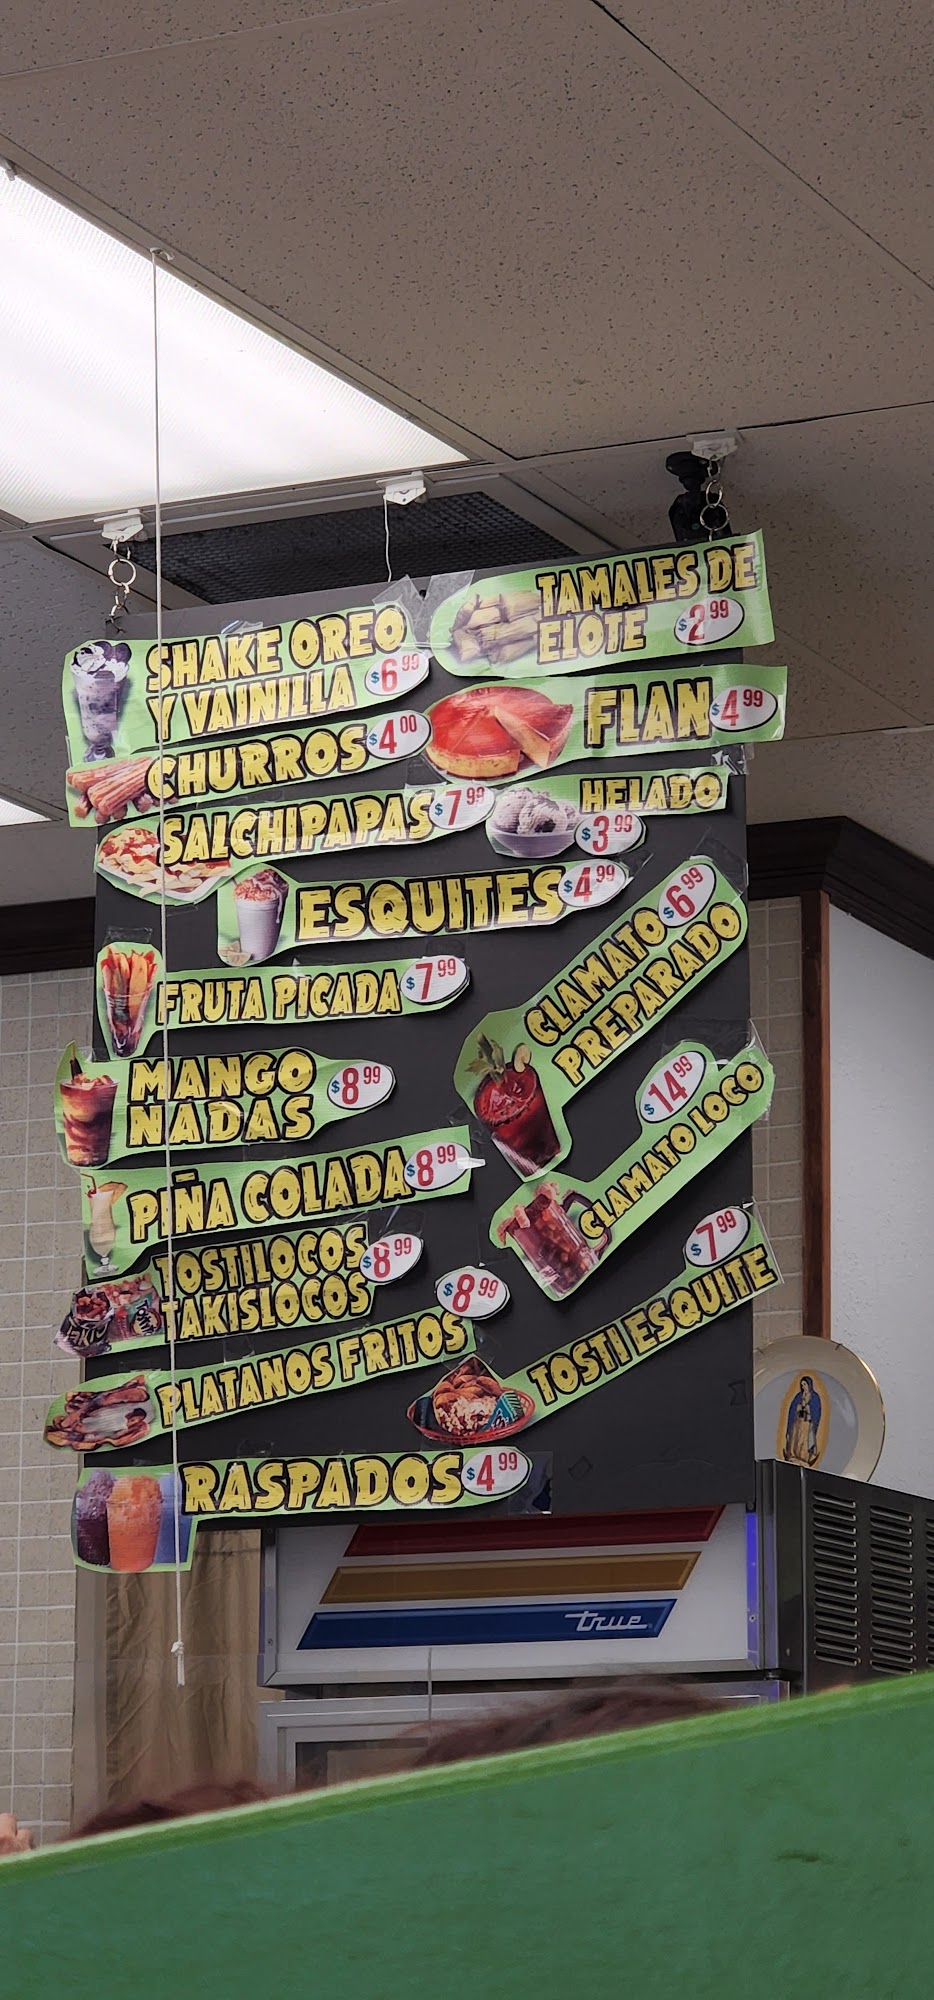 SHAKE OREO
Y VAINILLA $6.99
CHURROS $4.00
SALCHIPAPAS $7.99
ESQUITES $4.99
FRUTA PICADA $7.99
MANGO
NADAS $8.99
PIÑA COLADA $8.99
TOSTILOCOS
TAKISLOCOS $8.99
PLATANOS FRITOS $8.99
RASPADOS $4.99
TAMALES DE
ELOTE $2.99
FLAN $4.99
HELADO
$3.99
CLAMATO $6.99
PREPARADO
$14.99
CLAMATO LOCO
$7.99
TOSTI ESQUITE
true